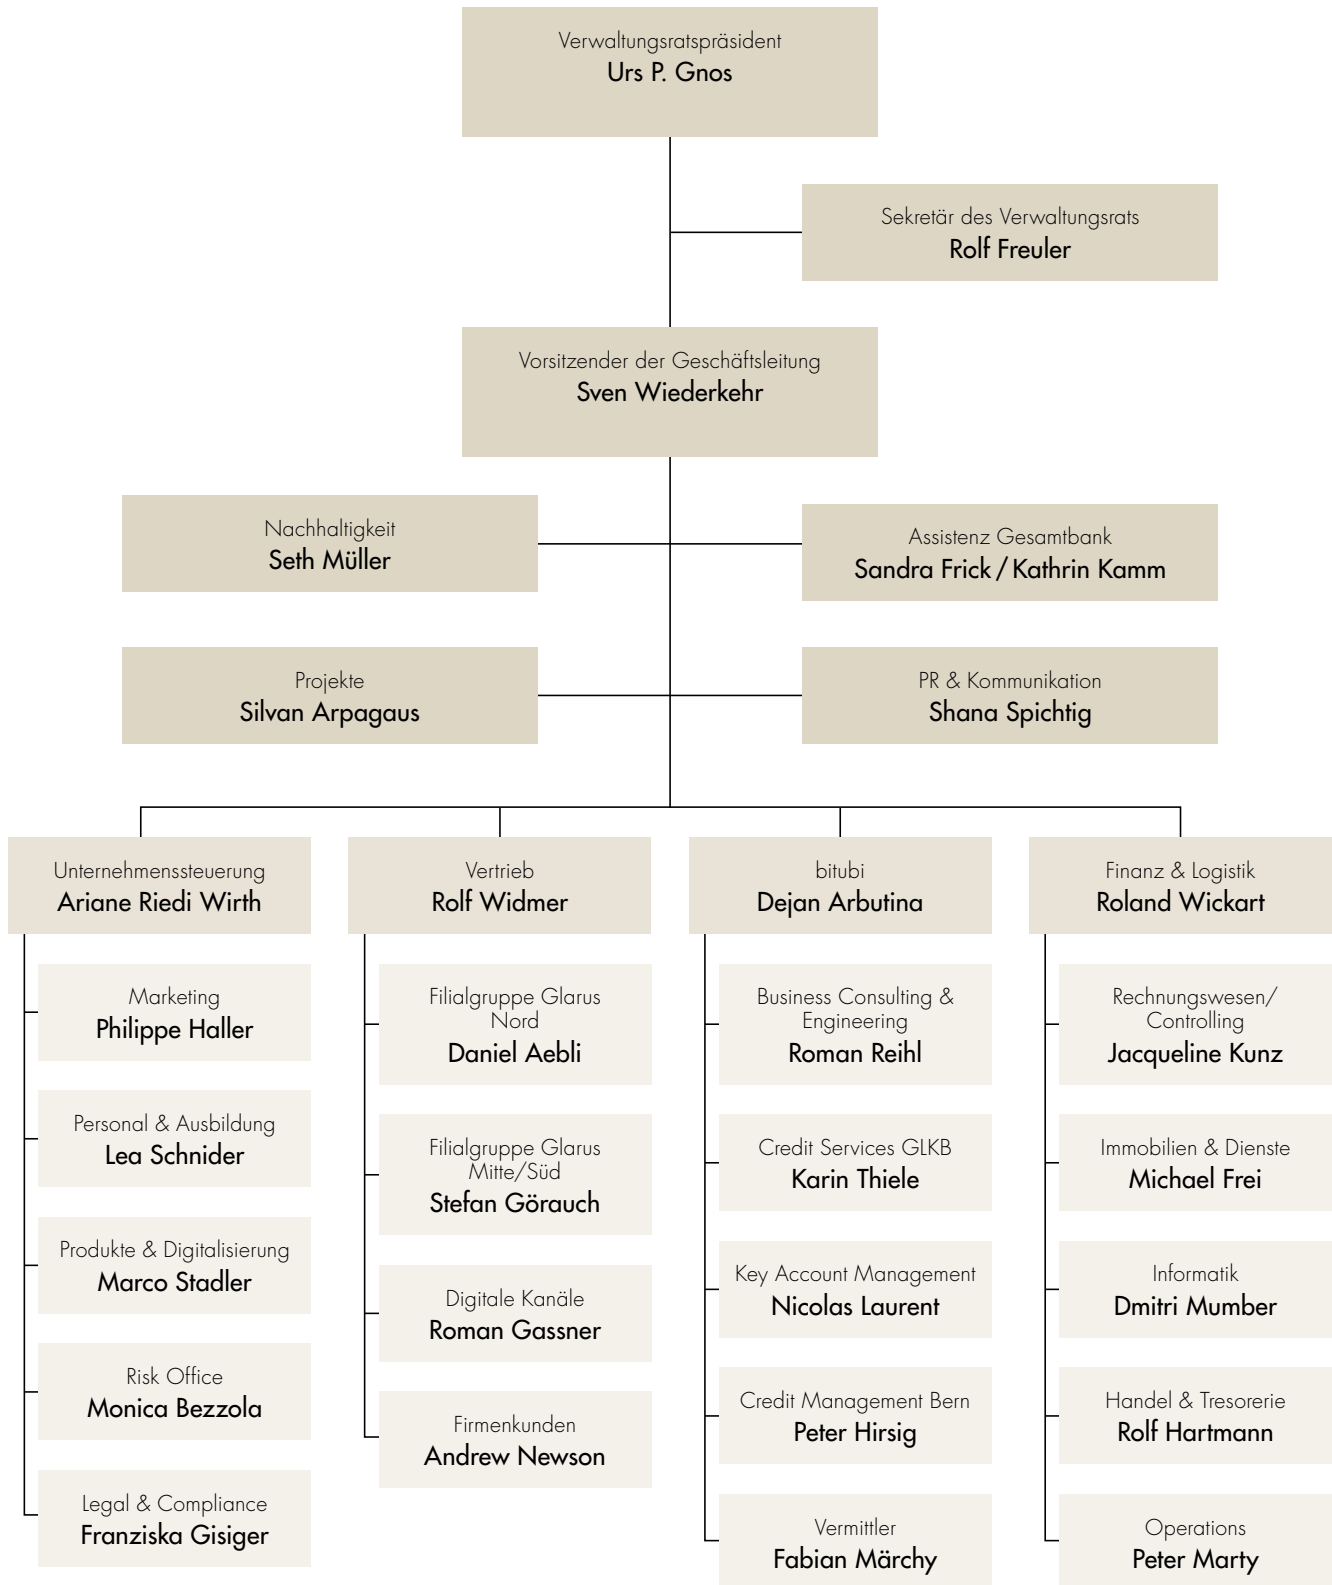 Verwaltungsratspräsident
Urs P. Gnos
Sekretär des Verwaltungsrats
Rolf Freuler
Vorsitzender der Geschäftsleitung
Sven Wiederkehr
Nachhaltigkeit
Seth Müller
Assistenz Gesamtbank
Sandra Frick / Kathrin Kamm
Projekte
Silvan Arpagaus
PR & Kommunikation
Shana Spichtig
Unternehmenssteuerung
Ariane Riedi Wirth
Marketing
Philippe Haller
Personal & Ausbildung
Lea Schnider
Produkte & Digitalisierung
Marco Stadler
Risk Office
Monica Bezzola
Legal & Compliance
Franziska Gisiger
Vertrieb
Rolf Widmer
Filialgruppe Glarus
Nord
Daniel Aebli
Filialgruppe Glarus
Mitte/Süd
Stefan Görauch
Digitale Kanäle
Roman Gassner
Firmenkunden
Andrew Newson
bitubi
Dejan Arbutina
Business Consulting &
Engineering
Roman Reihl
Credit Services GLKB
Karin Thiele
Key Account Management
Nicolas Laurent
Credit Management Bern
Peter Hirsig
Vermittler
Fabian Märchy
Finanz & Logistik
Roland Wickart
Rechnungswesen/
Controlling
Jacqueline Kunz
Immobilien & Dienste
Michael Frei
Informatik
Dmitri Mumber
Handel & Tresorerie
Rolf Hartmann
Operations
Peter Marty